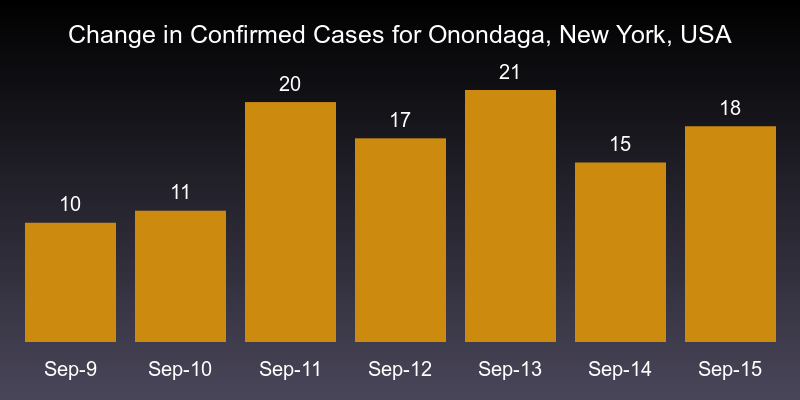 Change in Confirmed Cases for Onondaga, New York, USA
10
11
20
17
21
15
18
Sep-9
Sep-10
Sep-11
Sep-12
Sep-13
Sep-14
Sep-15